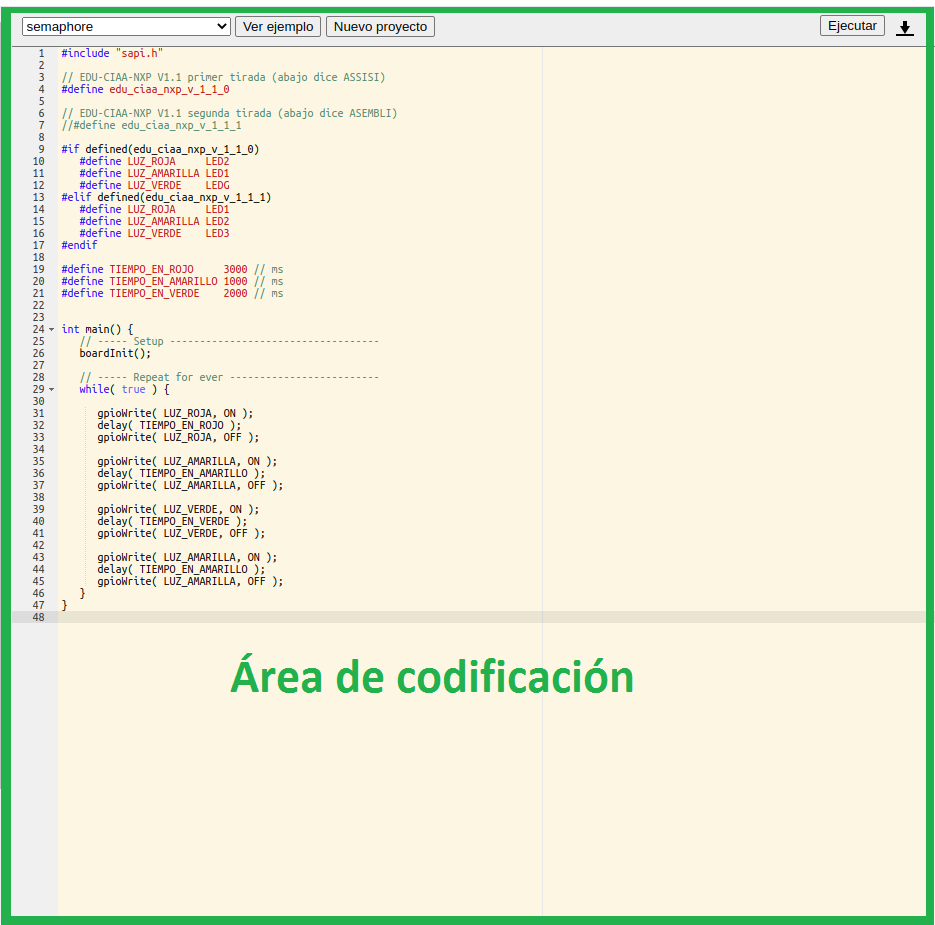 semaphore Ver ejemplo Nuevo proyecto Ejecutar
1 #include "sapi.h"
2
3 // EDU-CIAA-NXP V1.1 primer tirada (abajo dice ASSISI)
4 #define edu_ciaa_nxp_v_1_1_0
5
6 // EDU-CIAA-NXP V1.1 segunda tirada (abajo dice ASEMBLI)
7 //#define edu_ciaa_nxp_v_1_1_1
8
9 #if defined(edu_ciaa_nxp_v_1_1_0)
10    #define LUZ_ROJA     LED2
11    #define LUZ_AMARILLA LED1
12    #define LUZ_VERDE    LEDG
13 #elif defined(edu_ciaa_nxp_v_1_1_1)
14    #define LUZ_ROJA     LED1
15    #define LUZ_AMARILLA LED2
16    #define LUZ_VERDE    LED3
17 #endif
18
19 #define TIEMPO_EN_ROJO     3000 // ms
20 #define TIEMPO_EN_AMARILLO 1000 // ms
21 #define TIEMPO_EN_VERDE    2000 // ms
22
23
24 int main() {
25    // ----- Setup -----------------------------------
26    boardInit();
27
28    // ----- Repeat for ever -------------------------
29    while( true ) {
30
31       gpioWrite( LUZ_ROJA, ON );
32       delay( TIEMPO_EN_ROJO );
33       gpioWrite( LUZ_ROJA, OFF );
34
35       gpioWrite( LUZ_AMARILLA, ON );
36       delay( TIEMPO_EN_AMARILLO );
37       gpioWrite( LUZ_AMARILLA, OFF );
38
39       gpioWrite( LUZ_VERDE, ON );
40       delay( TIEMPO_EN_VERDE );
41       gpioWrite( LUZ_VERDE, OFF );
42
43       gpioWrite( LUZ_AMARILLA, ON );
44       delay( TIEMPO_EN_AMARILLO );
45       gpioWrite( LUZ_AMARILLA, OFF );
46    }
47 }
48
Área de codificación